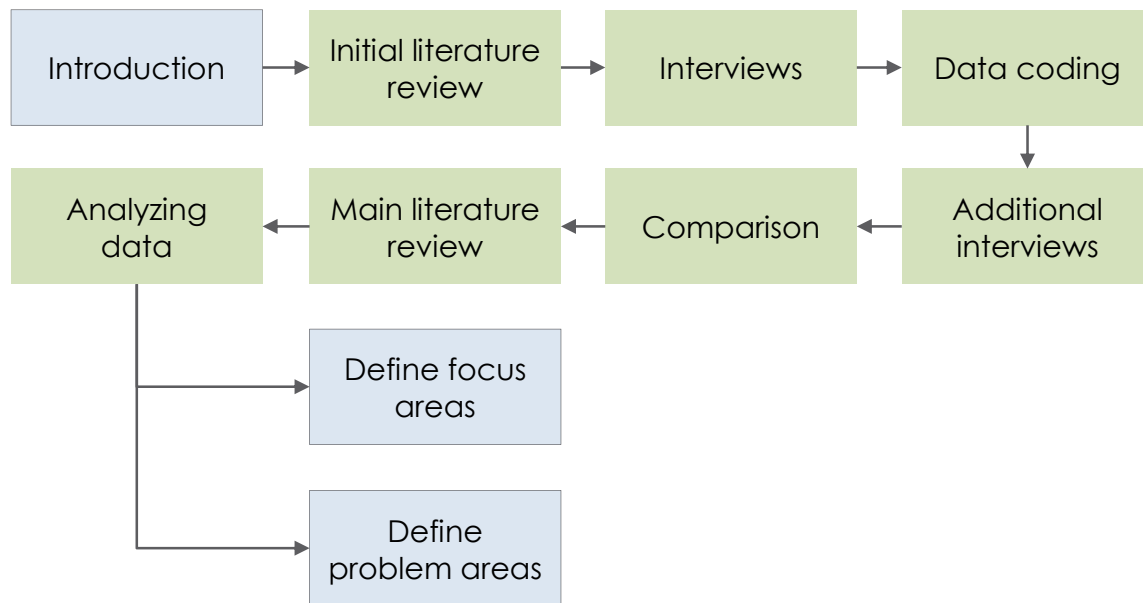 Introduction
Initial literature
review
Interviews
Data coding
Analyzing
data
Main literature
review
Comparison
Additional
interviews
Define focus
areas
Define
problem areas